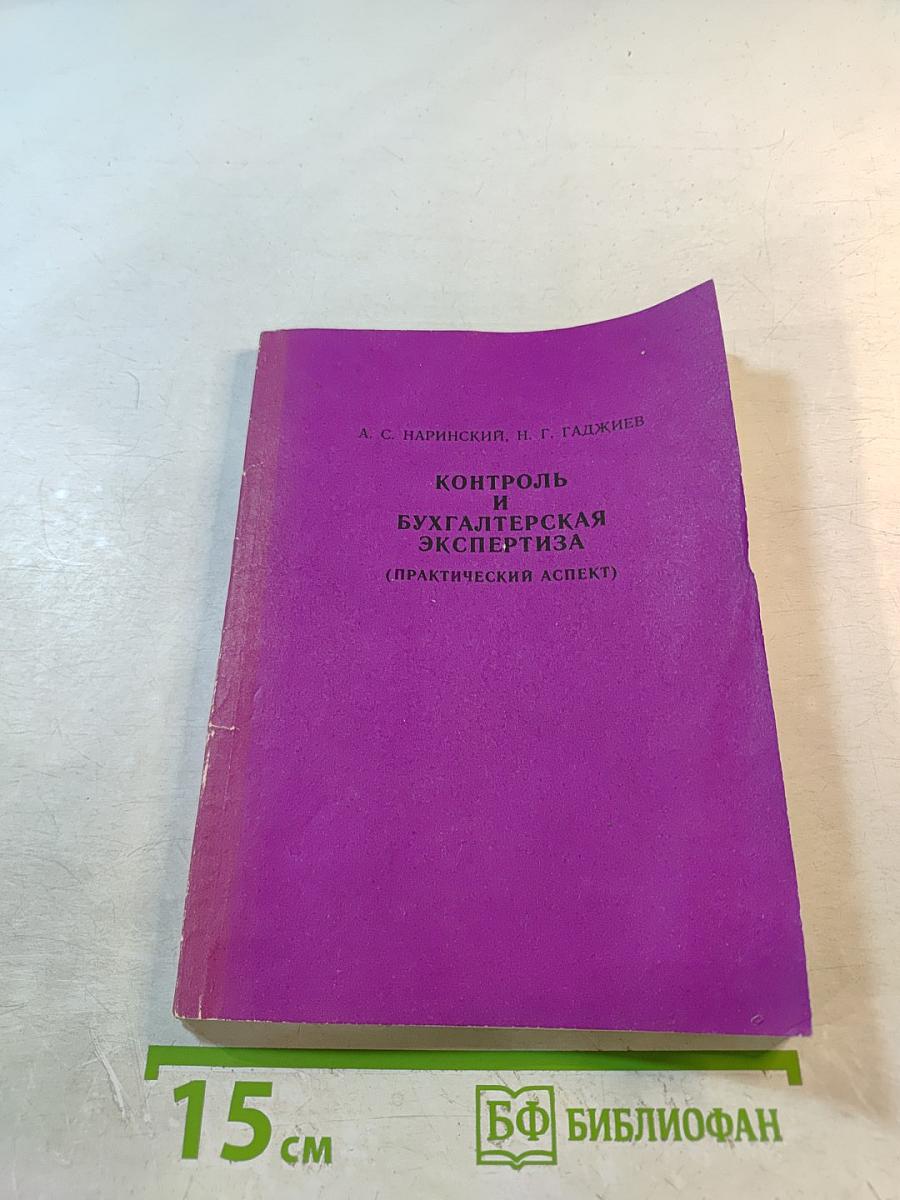 А. С. НАРИНСКИЙ, Н. Г. ГАДЖИЕВ
КОНТРОЛЬ
И
БУХГАЛТЕРСКАЯ
ЭКСПЕРТИЗА
(ПРАКТИЧЕСКИЙ АСПЕКТ)
15 см
БФ БИБЛИОФАН